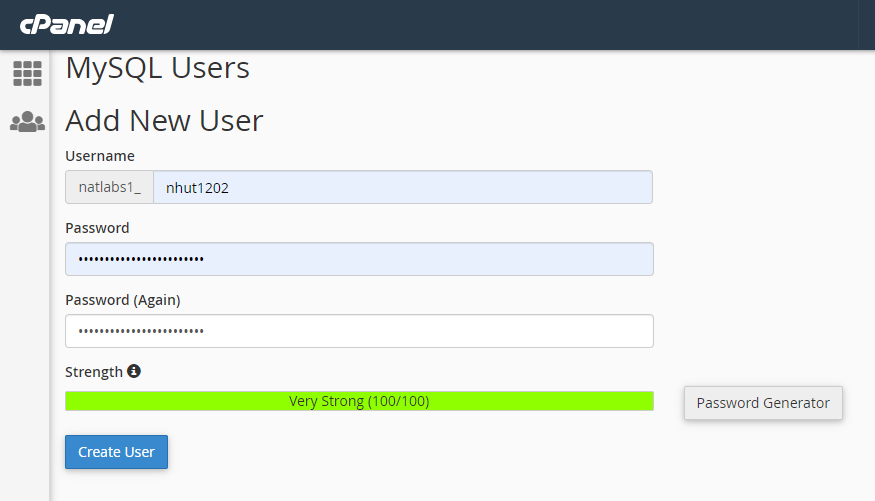 cPanel
MySQL Users
Add New User
Username
natlabs1_ nhut1202
Password
••••••••••••••••••••••••
Password (Again)
••••••••••••••••••••••••
Strength
Very Strong (100/100)
Password Generator
Create User